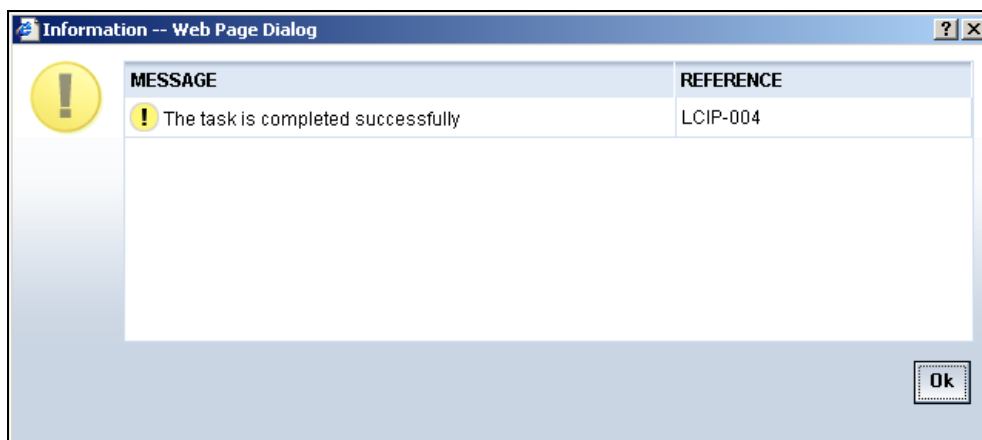 Information -- Web Page Dialog
MESSAGE REFERENCE
The task is completed successfully LCIP-004
Ok